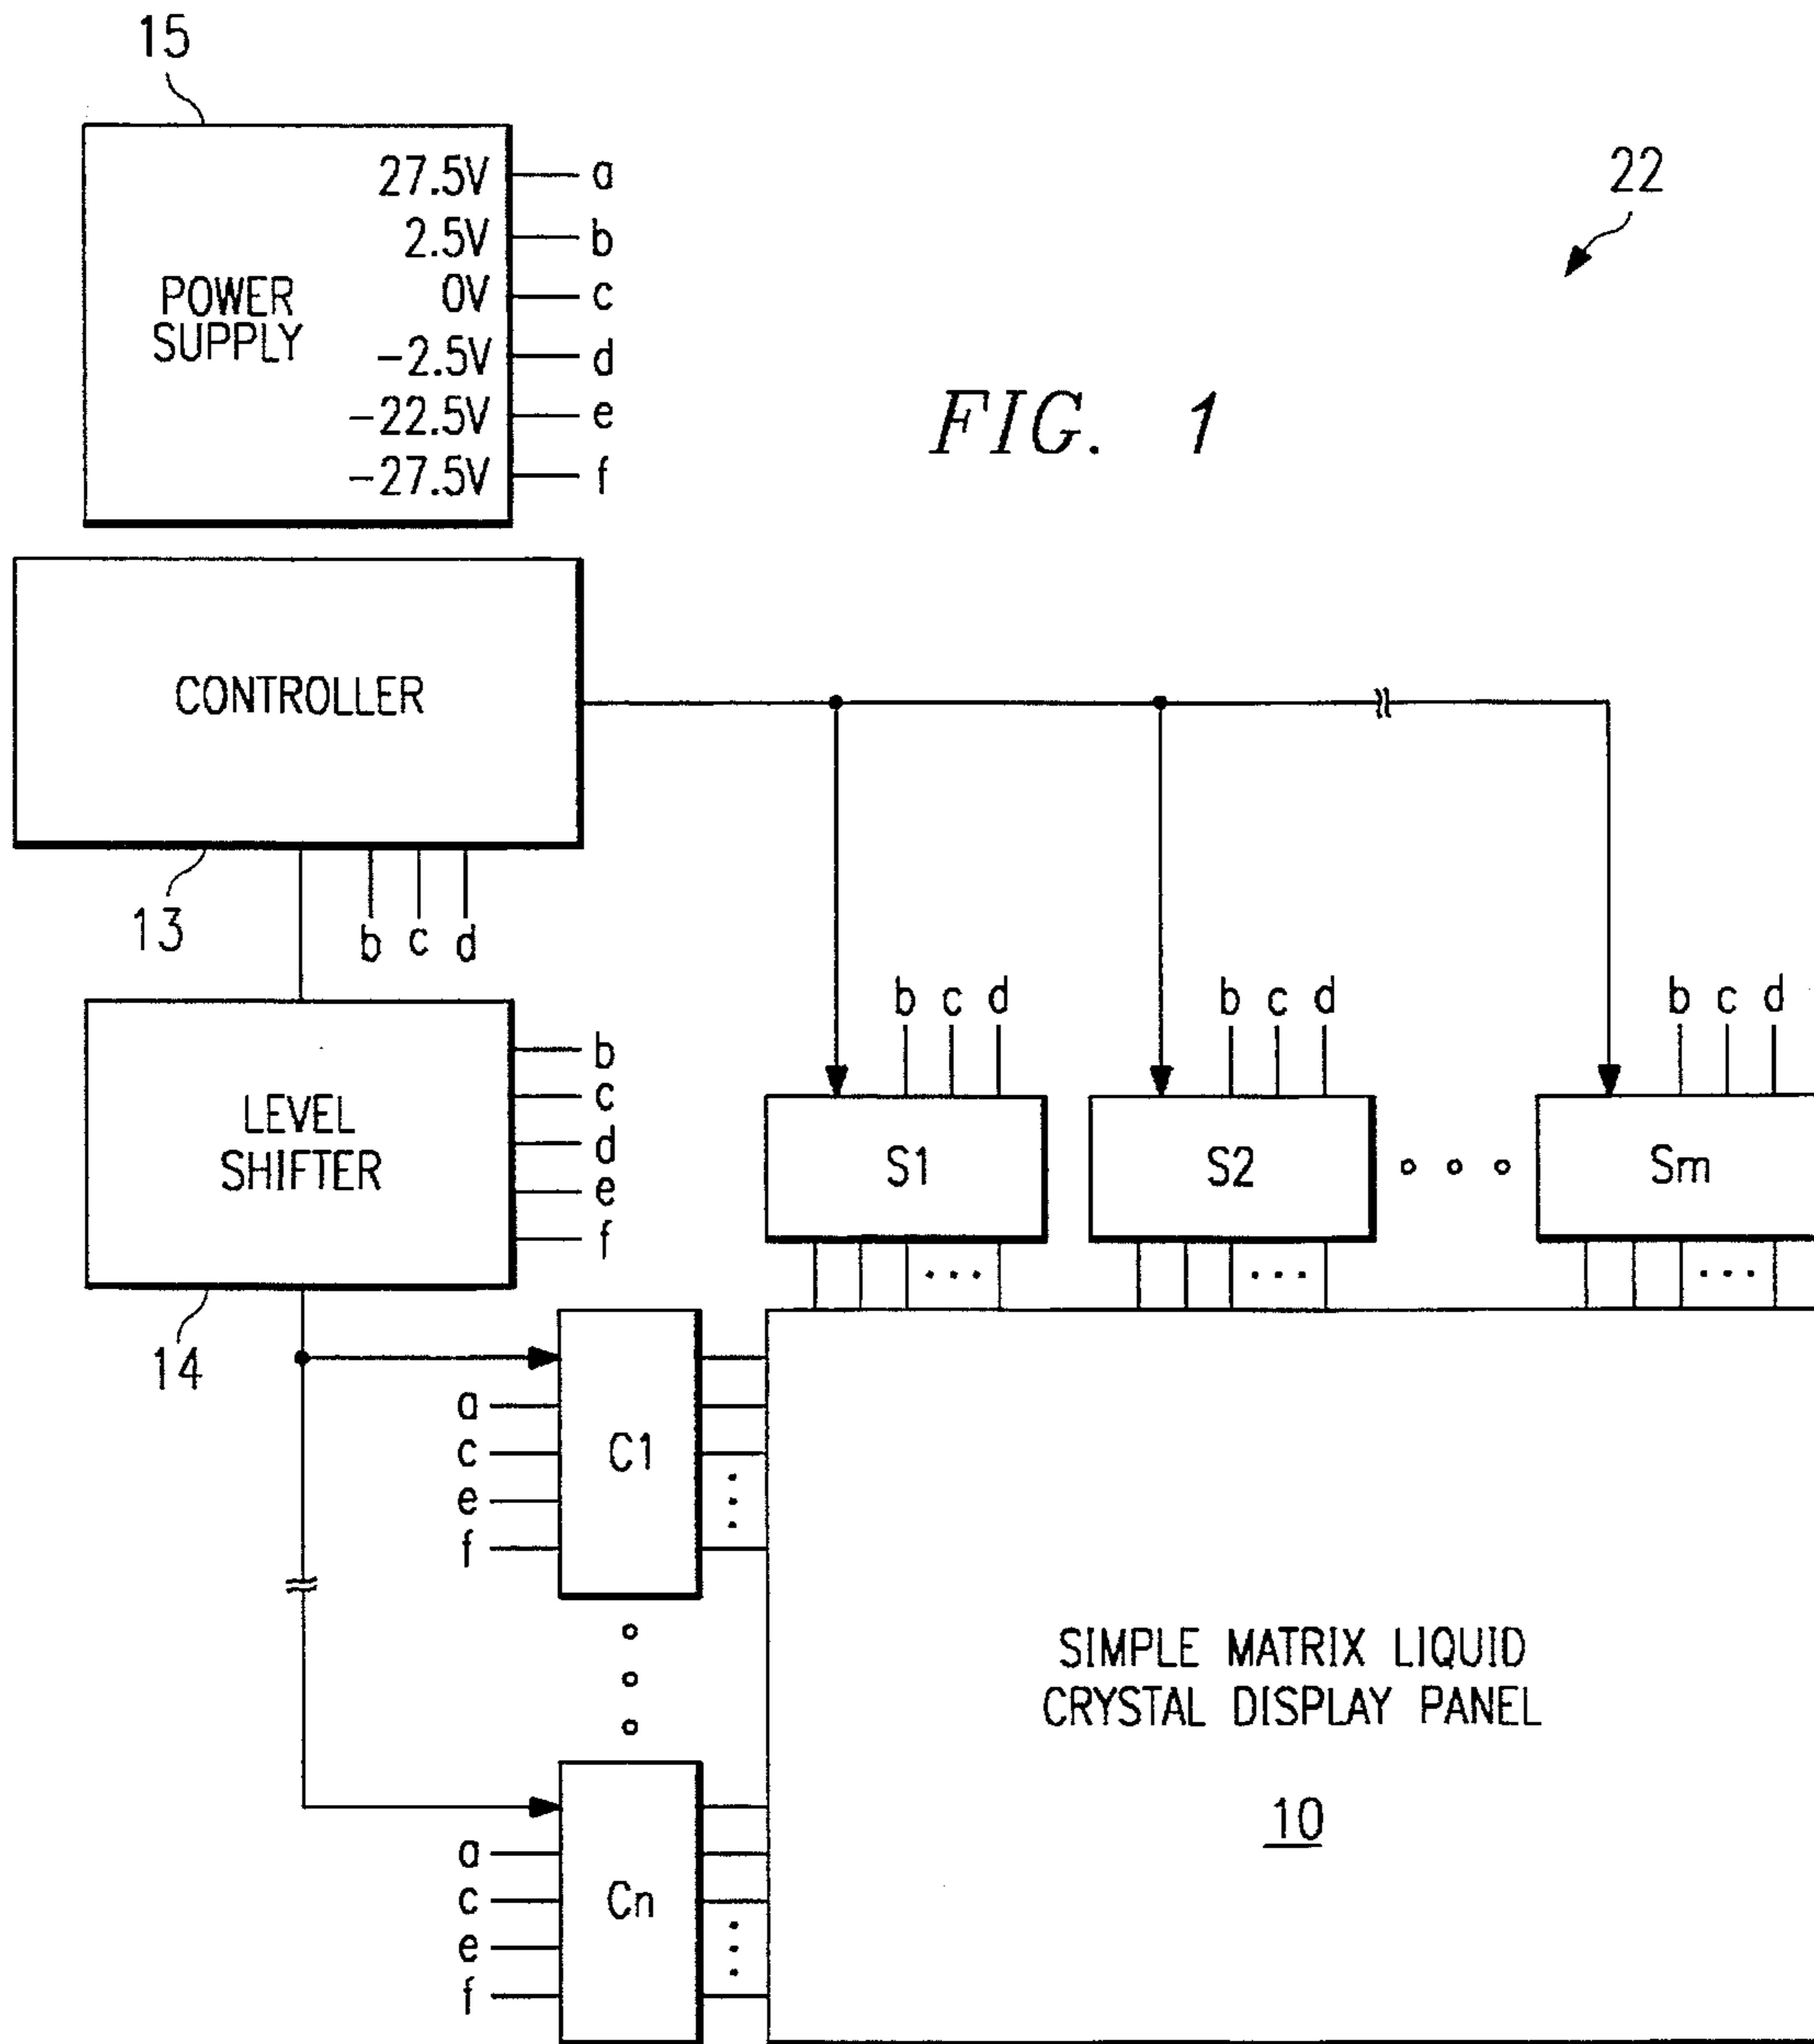 15
27.5V a
2.5V b
0V c
-2.5V d
-22.5V e
-27.5V f
POWER
SUPPLY
22
FIG. 1
CONTROLLER
13
b c d
LEVEL
SHIFTER
b
c
d
e
f
14
b c d
b c d
b c d
S1
S2
Sm
a
c
e
f
C1
a
c
e
f
Cn
SIMPLE MATRIX LIQUID
CRYSTAL DISPLAY PANEL
10